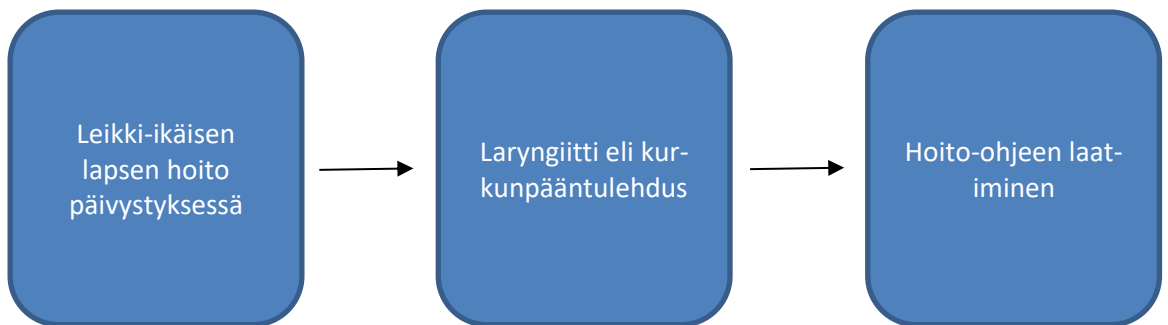 Leikki-ikäisen
lapsen hoito
päivystyksessä
Laryngiitti eli kur-
kunpääntulehdus
Hoito-ohjeen laat-
iminen